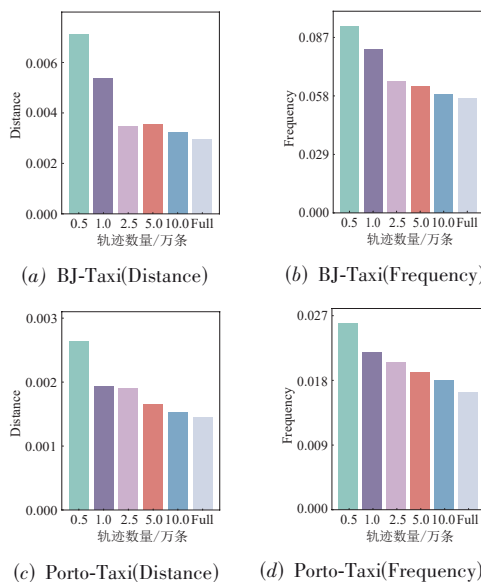 0.006
0.004
0.002
0.000
Distance
0.5 1.0 2.5 5.0 10.0 Full
轨迹数量/万条
(a) BJ-Taxi(Distance)
0.087
0.058
0.029
0.000
Frequency
0.5 1.0 2.5 5.0 10.0 Full
轨迹数量/万条
(b) BJ-Taxi(Frequency)
0.003
0.002
0.001
0.000
Distance
0.5 1.0 2.5 5.0 10.0 Full
轨迹数量/万条
(c) Porto-Taxi(Distance)
0.027
0.018
0.009
0.000
Frequency
0.5 1.0 2.5 5.0 10.0 Full
轨迹数量/万条
(d) Porto-Taxi(Frequency)